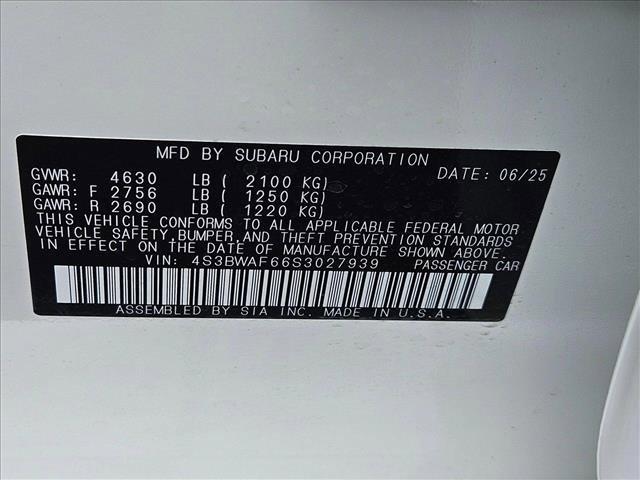 MFD BY SUBARU CORPORATION
GVWR: 4630 LB ( 2100 KG) DATE: 06/25
GAWR: F 2756 LB ( 1250 KG)
GAWR: R 2690 LB ( 1220 KG)
THIS VEHICLE CONFORMS TO ALL APPLICABLE FEDERAL MOTOR
VEHICLE SAFETY, BUMPER, AND THEFT PREVENTION STANDARDS
IN EFFECT ON THE DATE OF MANUFACTURE SHOWN ABOVE.
VIN: 4S3BWAF66S3027939 PASSENGER CAR
ASSEMBLED BY SIA INC. MADE IN U.S.A.